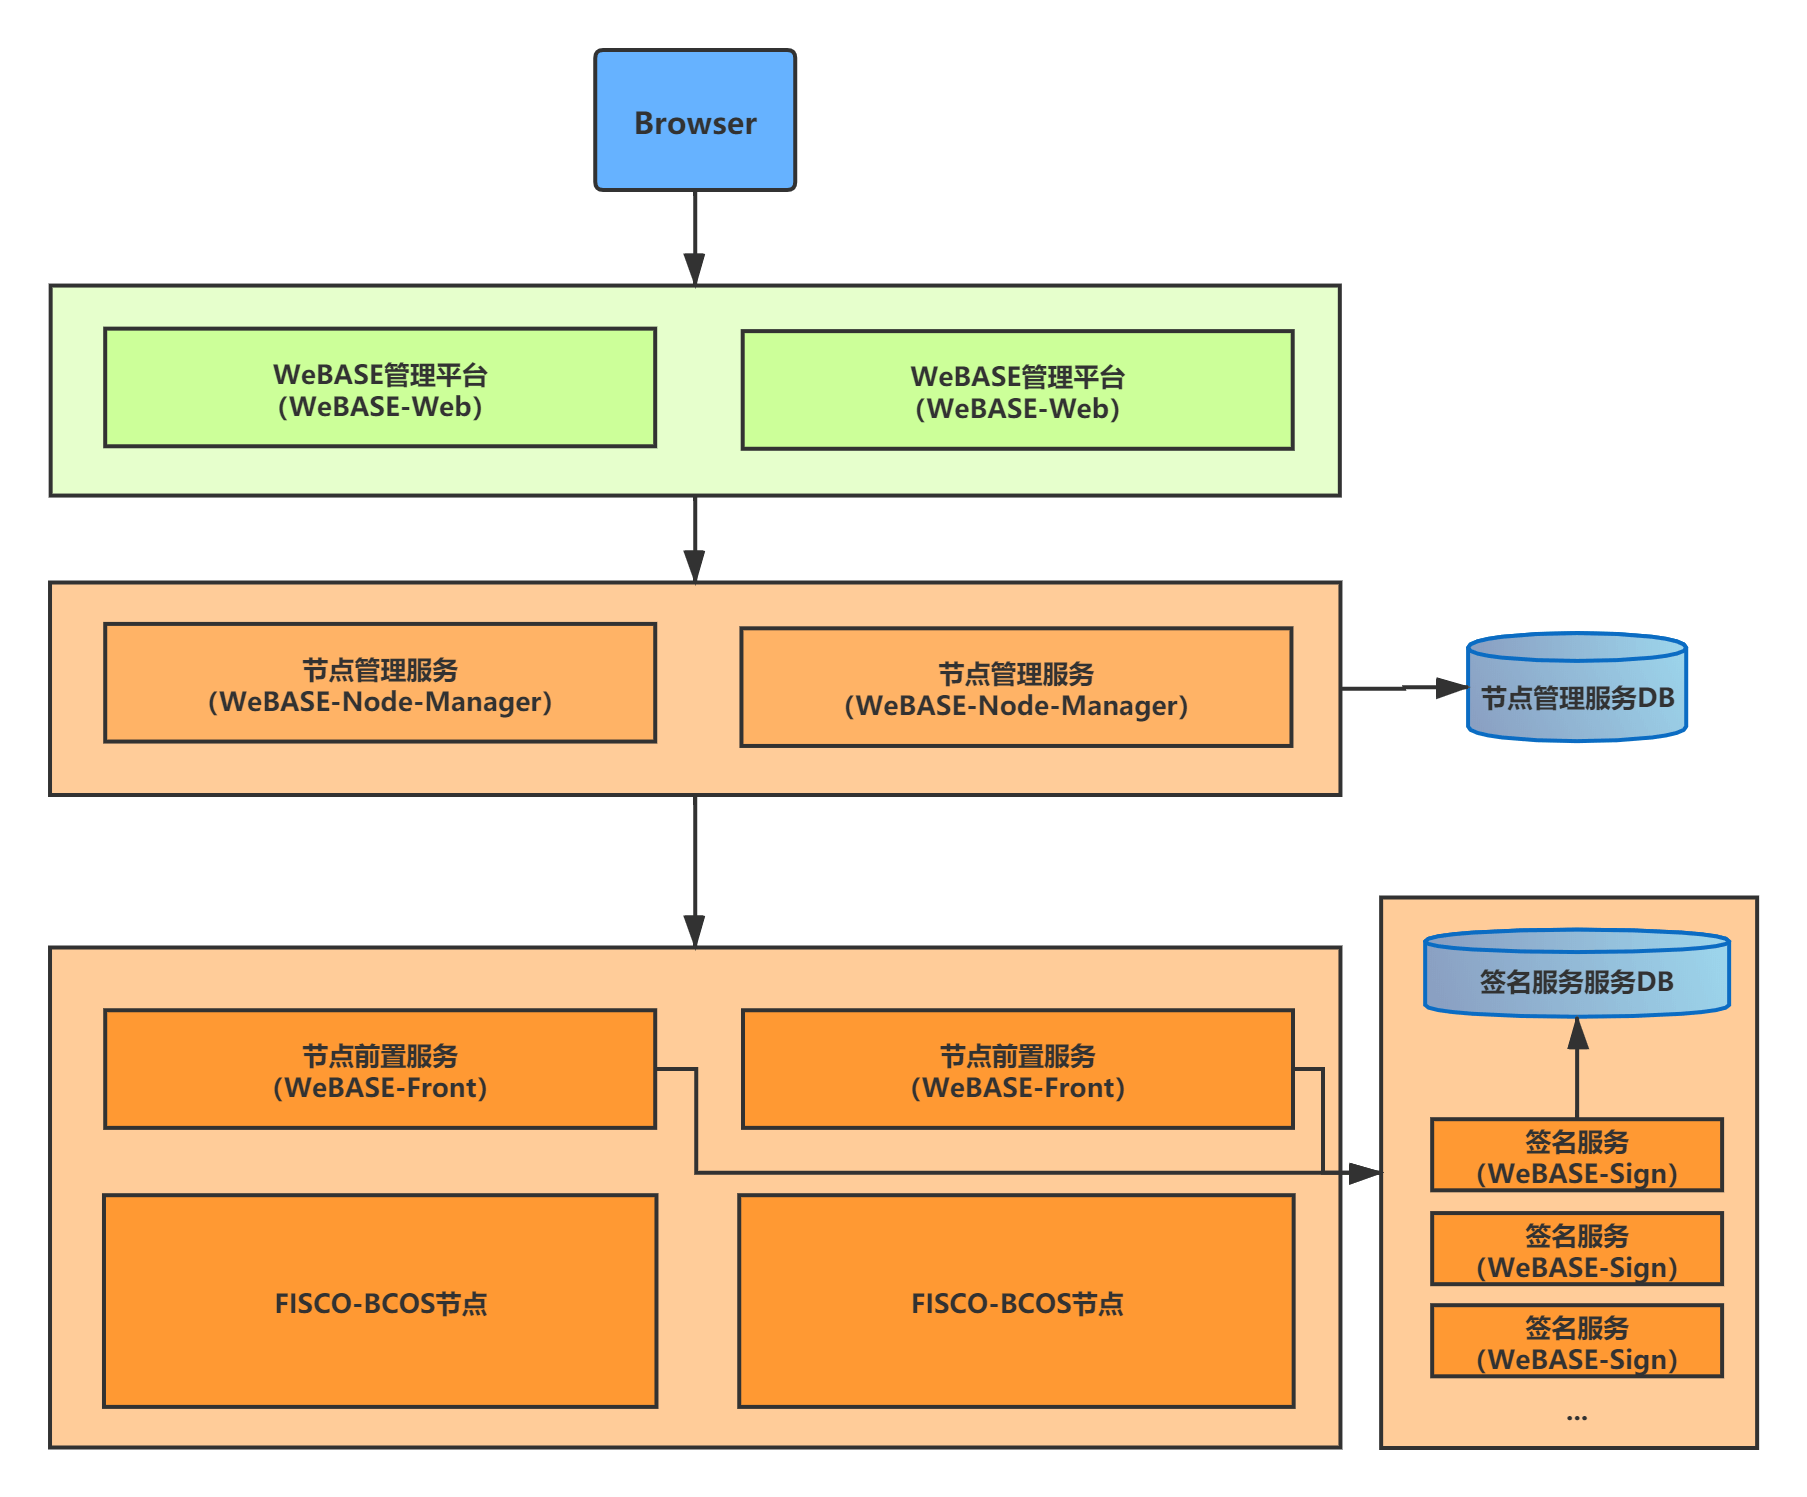 Browser
WeBASE管理平台
（WeBASE-Web）
WeBASE管理平台
（WeBASE-Web）
节点管理服务
（WeBASE-Node-Manager）
节点管理服务
（WeBASE-Node-Manager）
节点管理服务DB
节点前置服务
（WeBASE-Front）
节点前置服务
（WeBASE-Front）
FISCO-BCOS节点
FISCO-BCOS节点
签名服务服务DB
签名服务
（WeBASE-Sign）
签名服务
（WeBASE-Sign）
签名服务
（WeBASE-Sign）
...